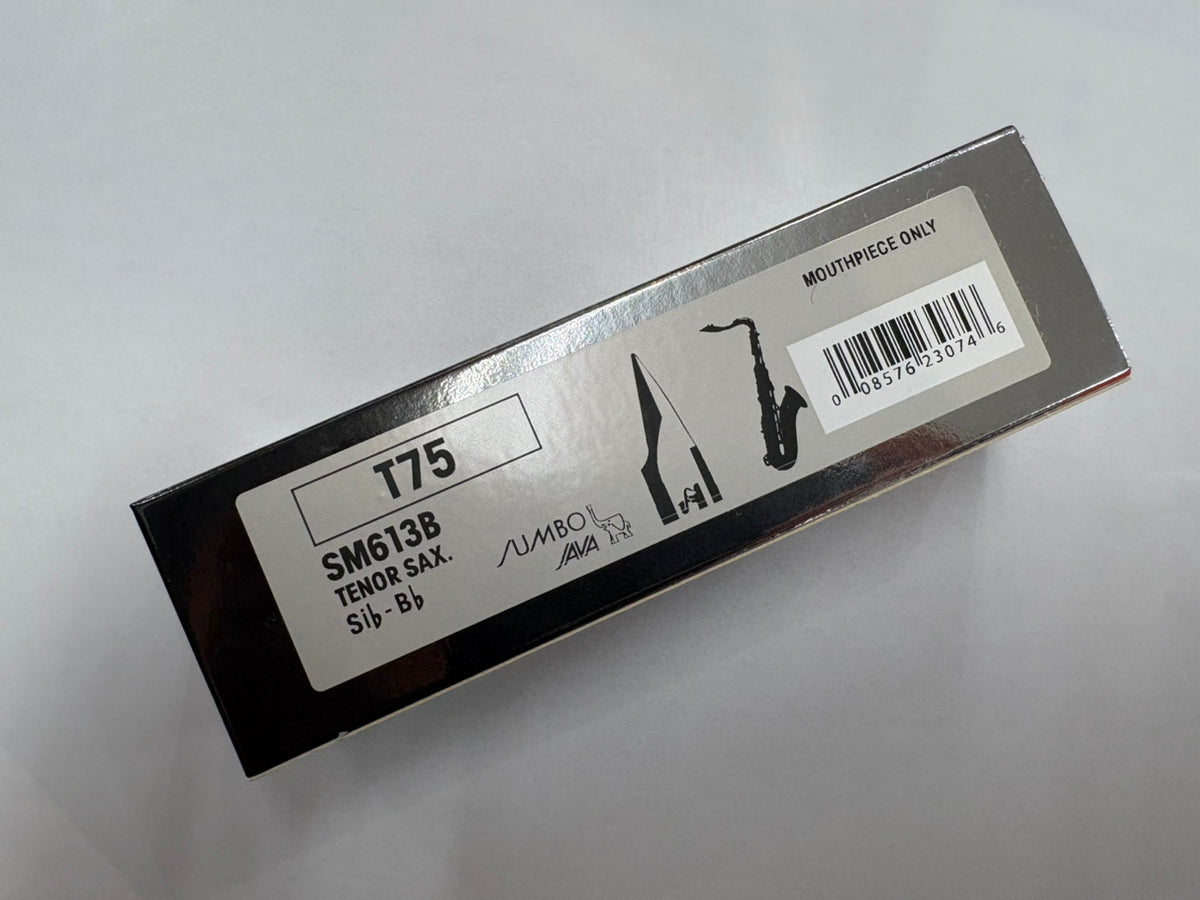 MOUTHPIECE ONLY
0 08576 23074 6
T75
SM613B
TENOR SAX.
Si♭-B♭
JUMBO
JAVA